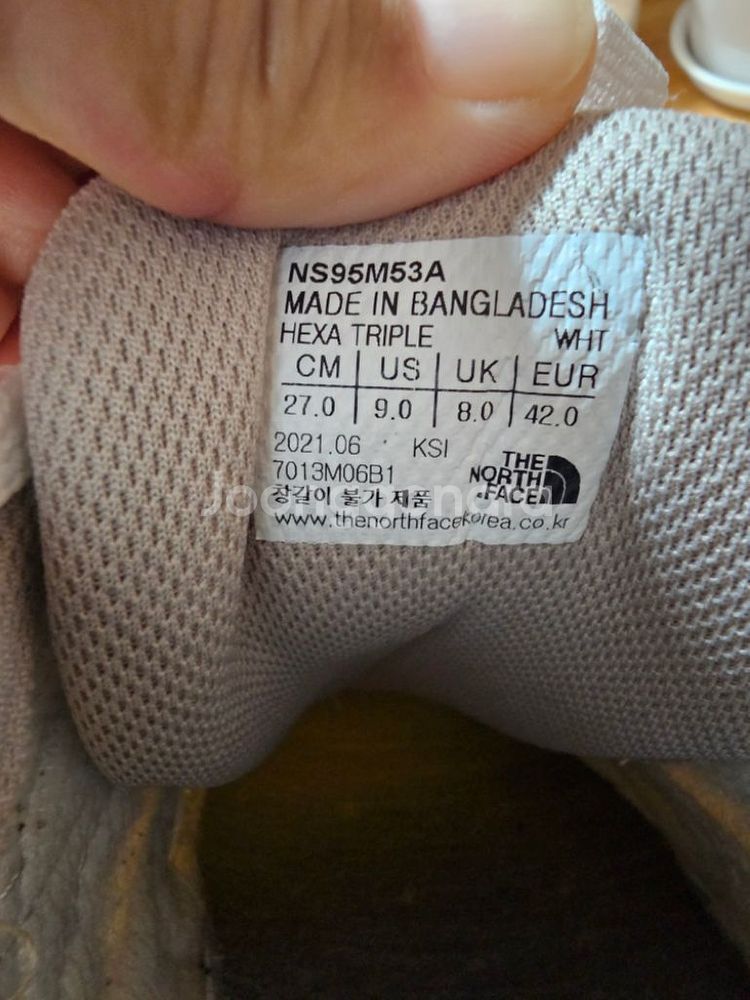 NS95M53A
MADE IN BANGLADESH
HEXA TRIPLE WHT
CM US UK EUR
27.0 9.0 8.0 42.0
2021.06 KSI
7013M06B1
THE NORTH FACE
창갈이 불가 제품
www.thenorthfacekorea.co.kr
Joonggonara